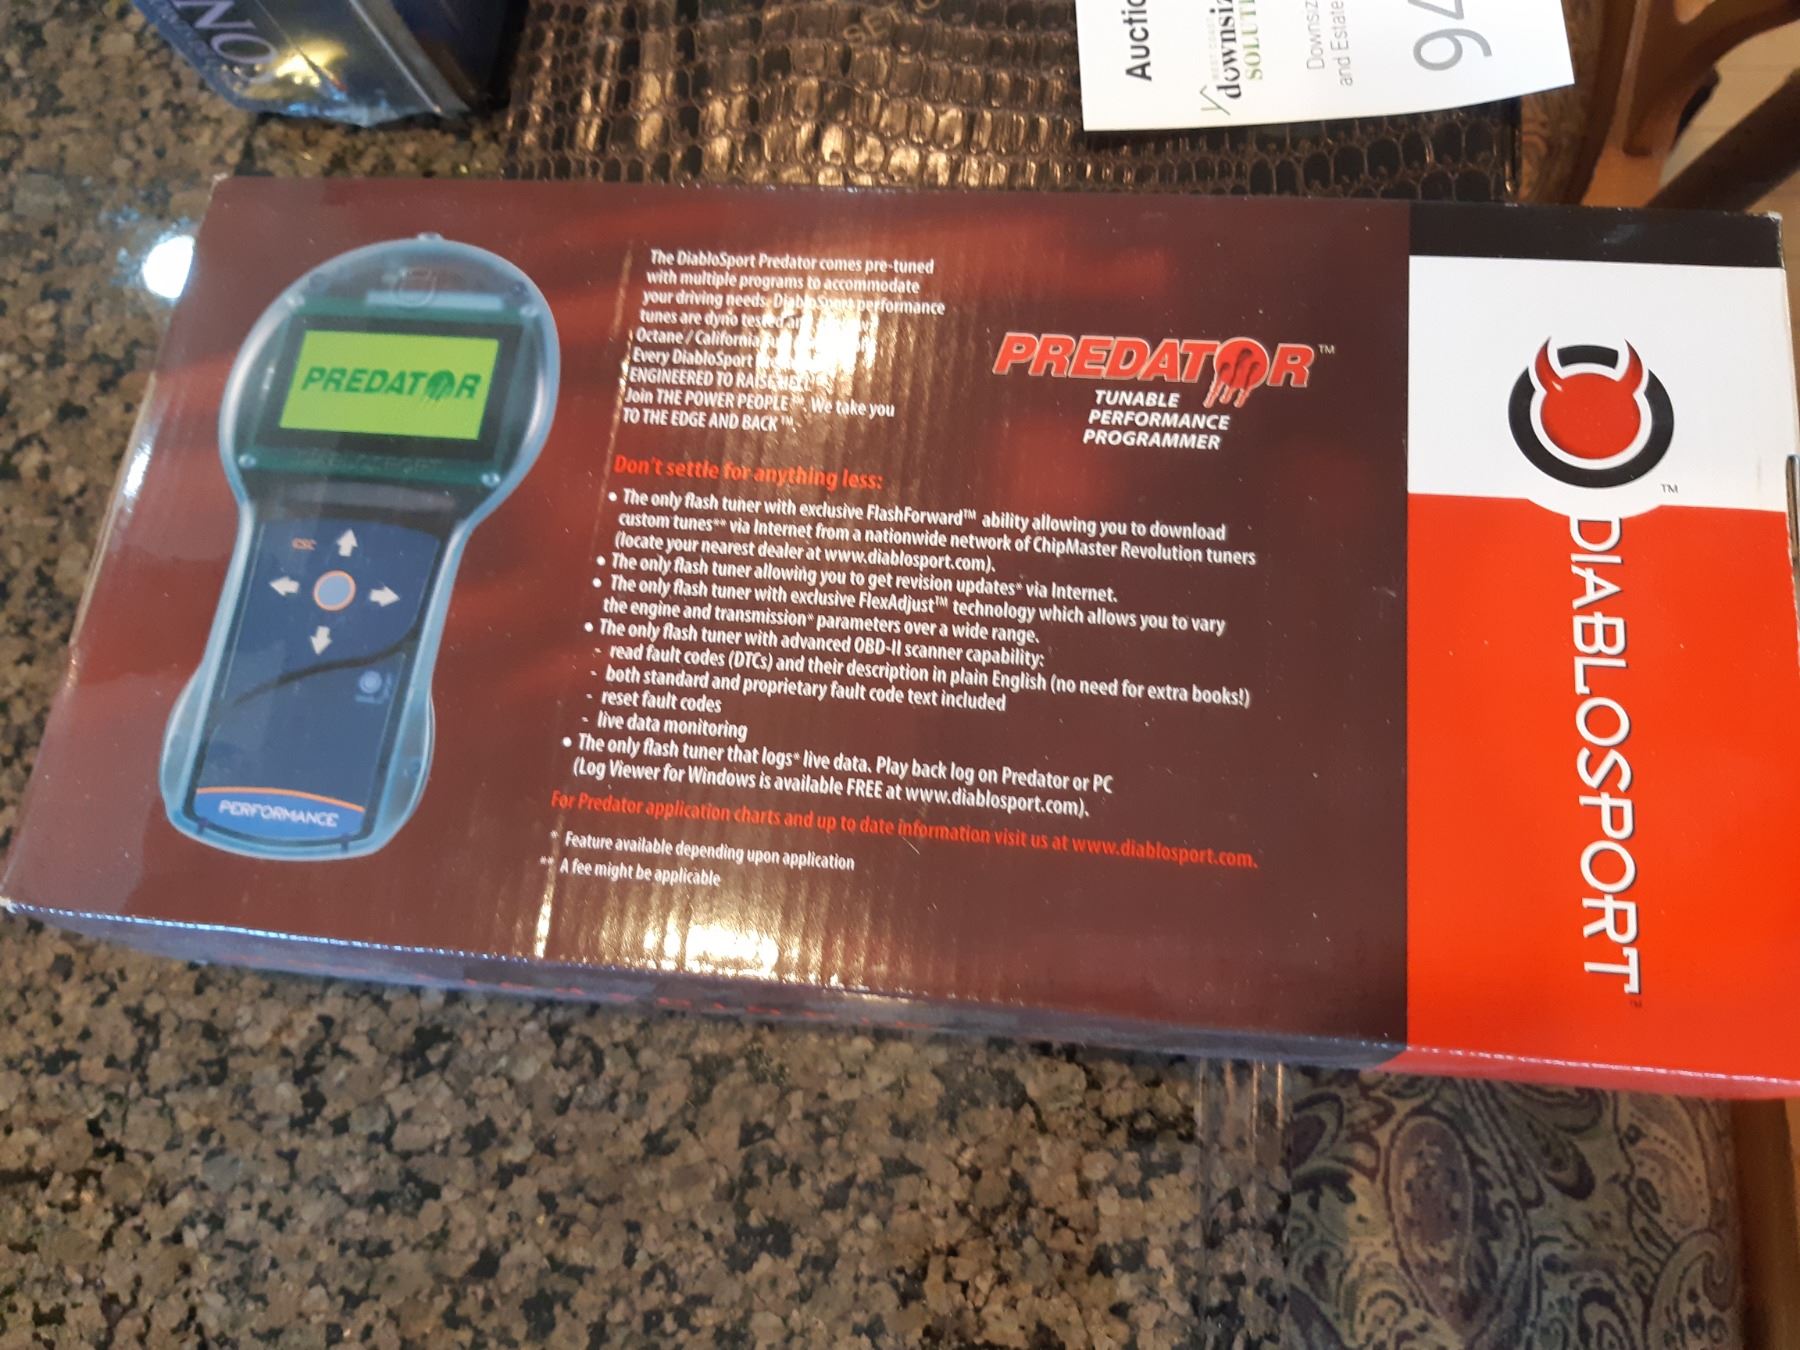 Auctic
WEST COAST
downsiz
SOLUTI
Downsiz
and Estate
94
The DiabloSport Predator comes pre-tuned
with multiple programs to accommodate
your driving needs. DiabloSport performance
tunes are dyno tested
Octane / California
Every DiabloSport
ENGINEERED TO RAISE HELL
Join THE POWER PEOPLE™. We take you
TO THE EDGE AND BACK™.
PREDATOR
esc
PERFORMANCE
PREDATOR™
TUNABLE
PERFORMANCE
PROGRAMMER
Don't settle for anything less:
• The only flash tuner with exclusive FlashForward™ ability allowing you to download
custom tunes** via Internet from a nationwide network of ChipMaster Revolution tuners
(locate your nearest dealer at www.diablosport.com).
• The only flash tuner allowing you to get revision updates* via Internet.
• The only flash tuner with exclusive FlexAdjust™ technology which allows you to vary
the engine and transmission* parameters over a wide range.
• The only flash tuner with advanced OBD-II scanner capability:
- read fault codes (DTCs) and their description in plain English (no need for extra books!)
- both standard and proprietary fault code text included
- reset fault codes
- live data monitoring
• The only flash tuner that logs* live data. Play back log on Predator or PC
(Log Viewer for Windows is available FREE at www.diablosport.com).
For Predator application charts and up to date information visit us at www.diablosport.com.
* Feature available depending upon application
** A fee might be applicable
™
DIABLOSPORT™